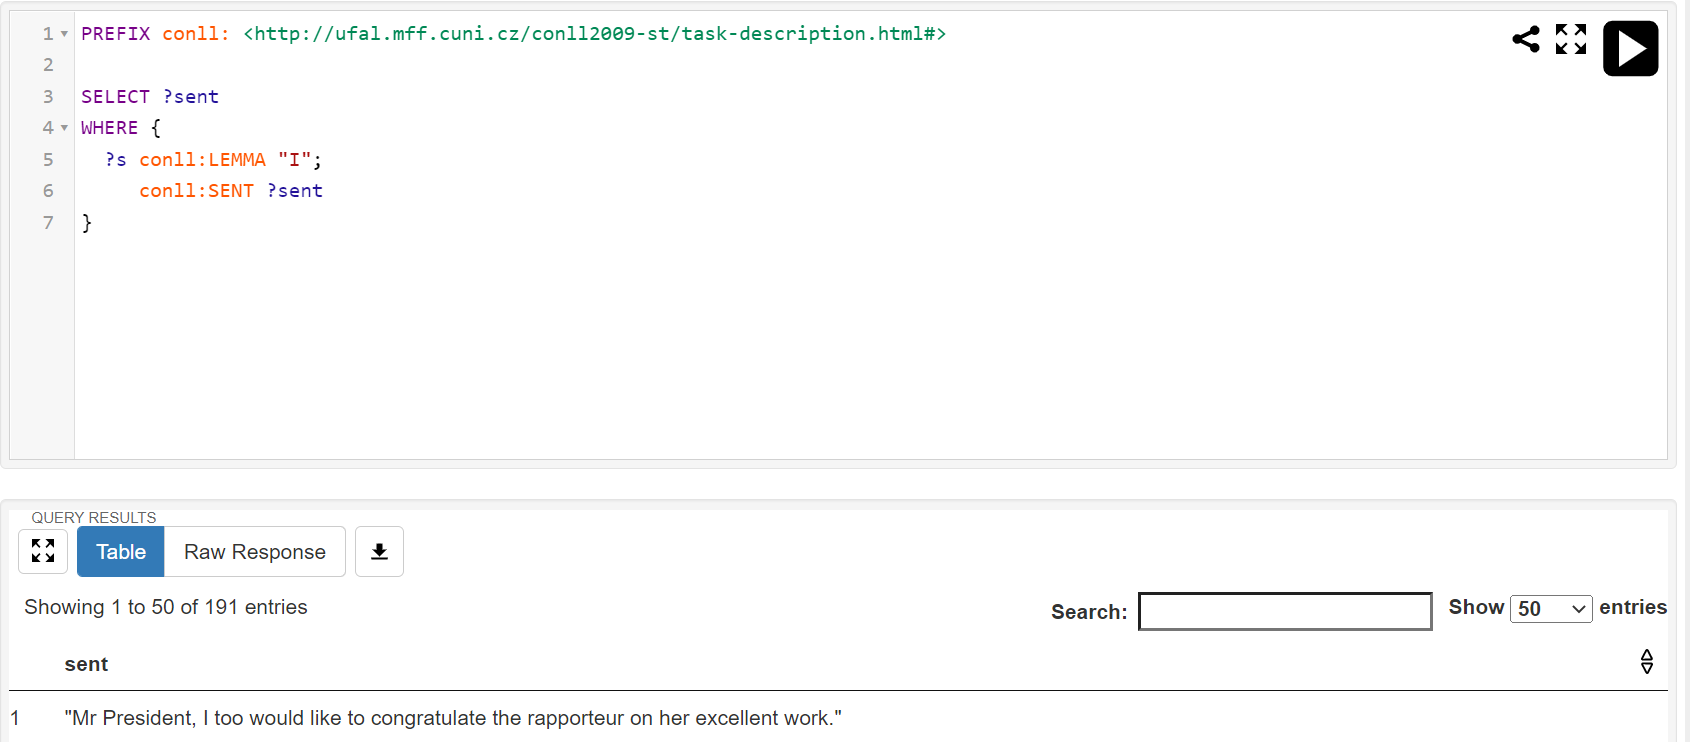 1 PREFIX conll: <http://ufal.mff.cuni.cz/conll2009-st/task-description.html#>
2
3 SELECT ?sent
4 WHERE {
5 ?s conll:LEMMA "I";
6 conll:SENT ?sent
7 }
QUERY RESULTS
Table Raw Response
Showing 1 to 50 of 191 entries Search: Show 50 entries
sent
1 "Mr President, I too would like to congratulate the rapporteur on her excellent work."